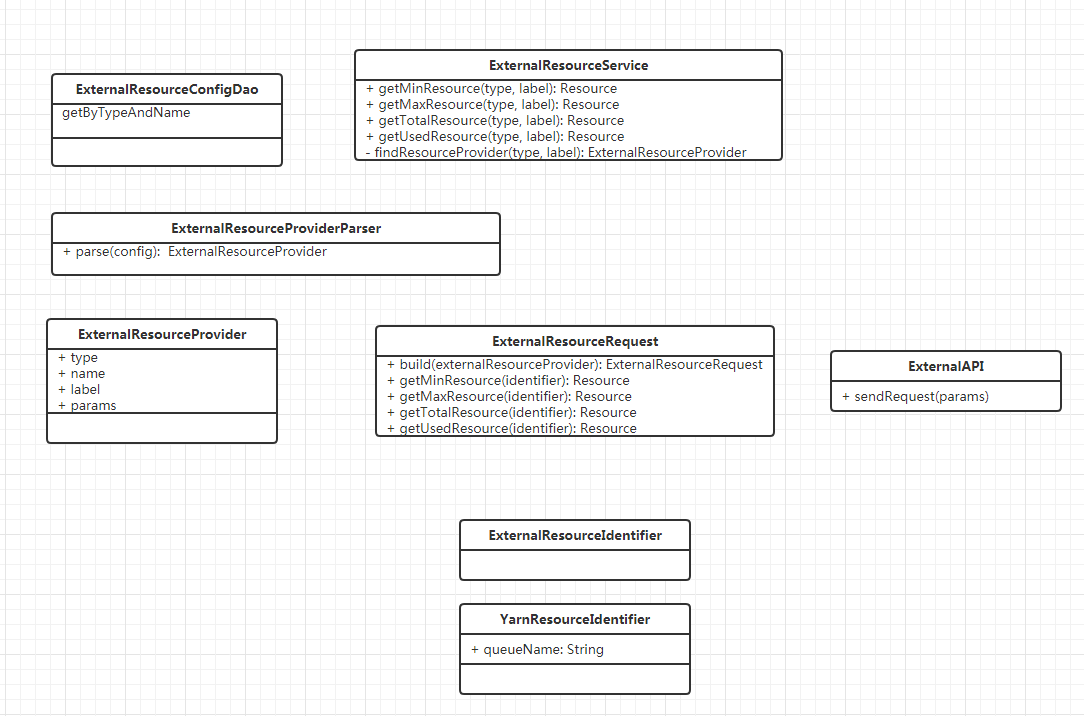 ExternalResourceConfigDao
getByTypeAndName
ExternalResourceService
+ getMinResource(type, label): Resource
+ getMaxResource(type, label): Resource
+ getTotalResource(type, label): Resource
+ getUsedResource(type, label): Resource
- findResourceProvider(type, label): ExternalResourceProvider
ExternalResourceProviderParser
+ parse(config): ExternalResourceProvider
ExternalResourceProvider
+ type
+ name
+ label
+ params
ExternalResourceRequest
+ build(externalResourceProvider): ExternalResourceRequest
+ getMinResource(identifier): Resource
+ getMaxResource(identifier): Resource
+ getTotalResource(identifier): Resource
+ getUsedResource(identifier): Resource
ExternalAPI
+ sendRequest(params)
ExternalResourceIdentifier
YarnResourceIdentifier
+ queueName: String